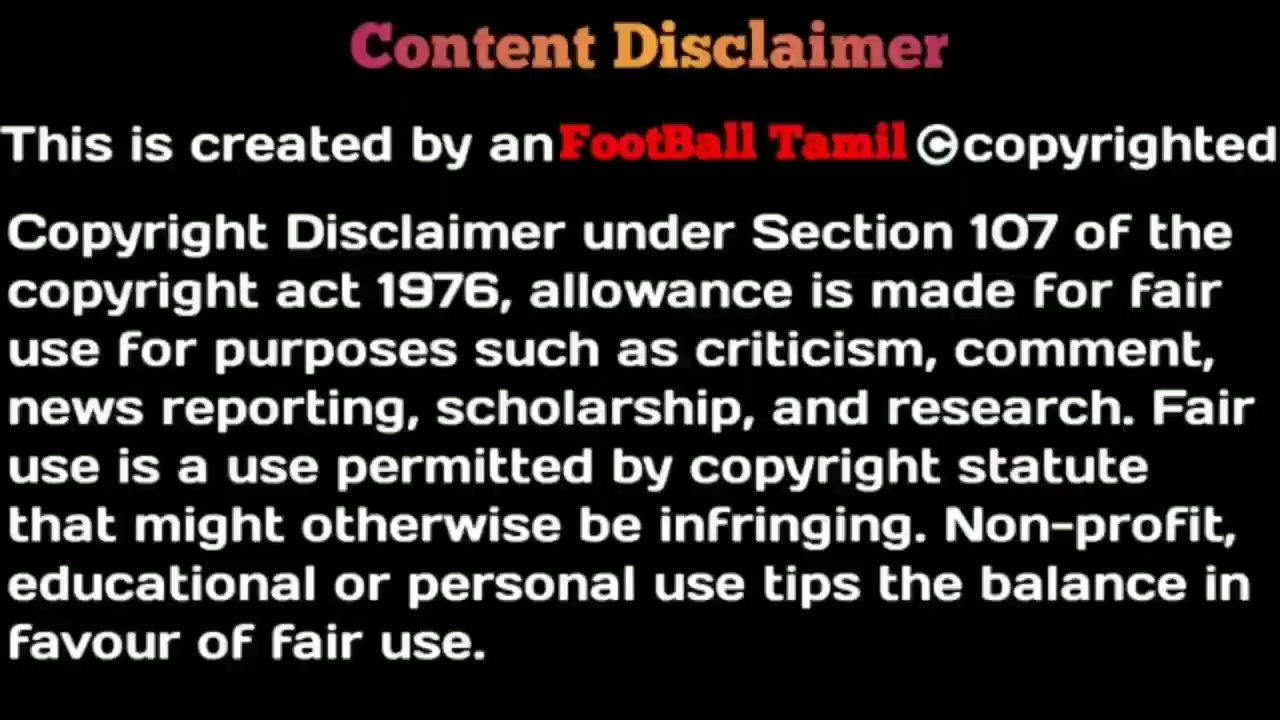 Content Disclaimer
This is created by an FootBall Tamil ©copyrighted
Copyright Disclaimer under Section 107 of the
copyright act 1976, allowance is made for fair
use for purposes such as criticism, comment,
news reporting, scholarship, and research. Fair
use is a use permitted by copyright statute
that might otherwise be infringing. Non-profit,
educational or personal use tips the balance in
favour of fair use.